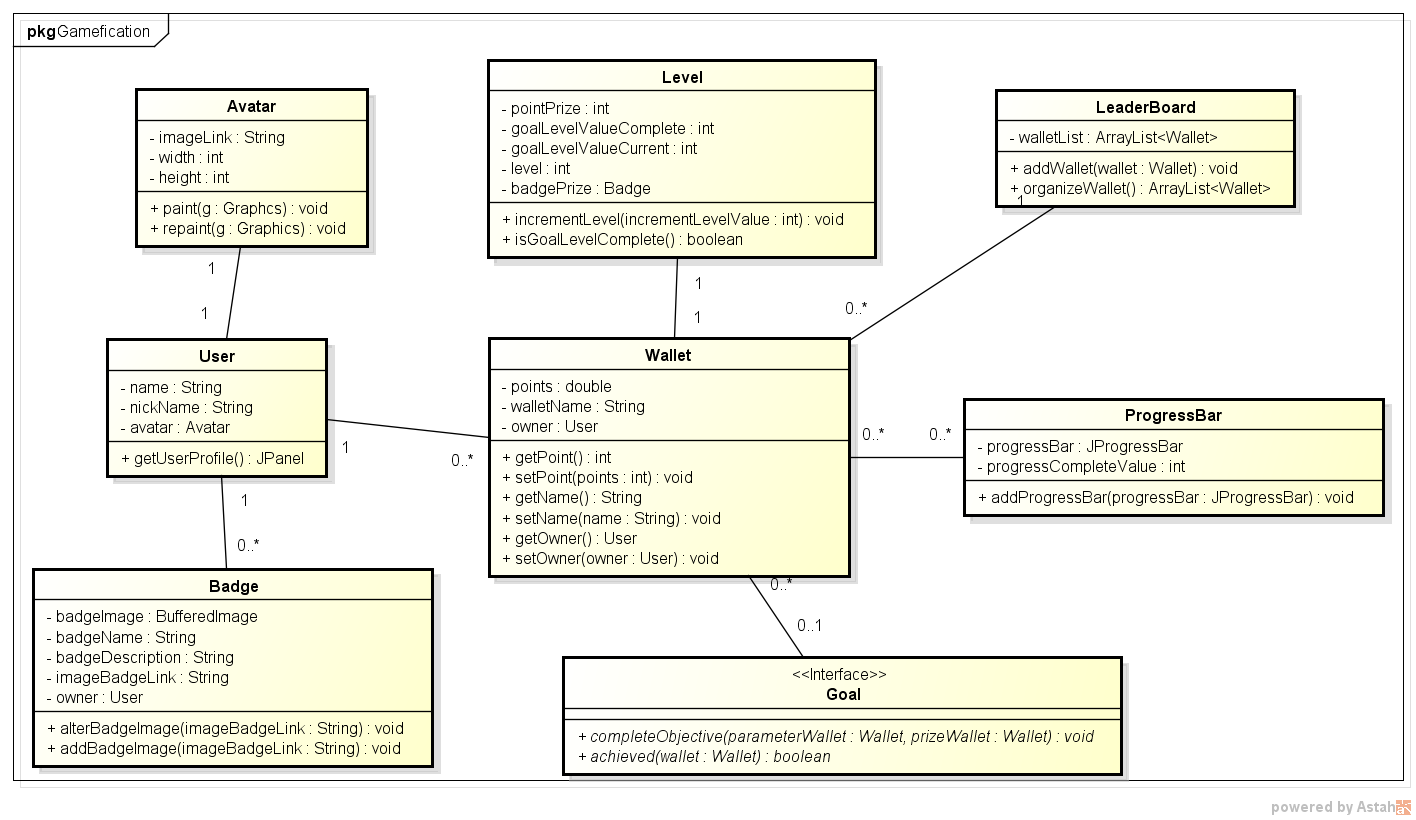 pkg Gamefication
Avatar
- imageLink : String
- width : int
- height : int
+ paint(g : Graphcs) : void
+ repaint(g : Graphics) : void
Level
- pointPrize : int
- goalLevelValueComplete : int
- goalLevelValueCurrent : int
- level : int
- badgePrize : Badge
+ incrementLevel(incrementLevelValue : int) : void
+ isGoalLevelComplete() : boolean
LeaderBoard
- walletList : ArrayList<Wallet>
+ addWallet(wallet : Wallet) : void
+ organizeWallet() : ArrayList<Wallet>
1
0..*
1
1
1
1
User
- name : String
- nickName : String
- avatar : Avatar
+ getUserProfile() : JPanel
1
0..*
Wallet
- points : double
- walletName : String
- owner : User
+ getPoint() : int
+ setPoint(points : int) : void
+ getName() : String
+ setName(name : String) : void
+ getOwner() : User
+ setOwner(owner : User) : void
0..*
0..*
ProgressBar
- progressBar : JProgressBar
- progressCompleteValue : int
+ addProgressBar(progressBar : JProgressBar) : void
1
0..*
Badge
- badgeImage : BufferedImage
- badgeName : String
- badgeDescription : String
- imageBadgeLink : String
- owner : User
+ alterBadgeImage(imageBadgeLink : String) : void
+ addBadgeImage(imageBadgeLink : String) : void
0..*
0..1
<<Interface>>
Goal
+ completeObjective(parameterWallet : Wallet, prizeWallet : Wallet) : void
+ achieved(wallet : Wallet) : boolean
powered by Astah